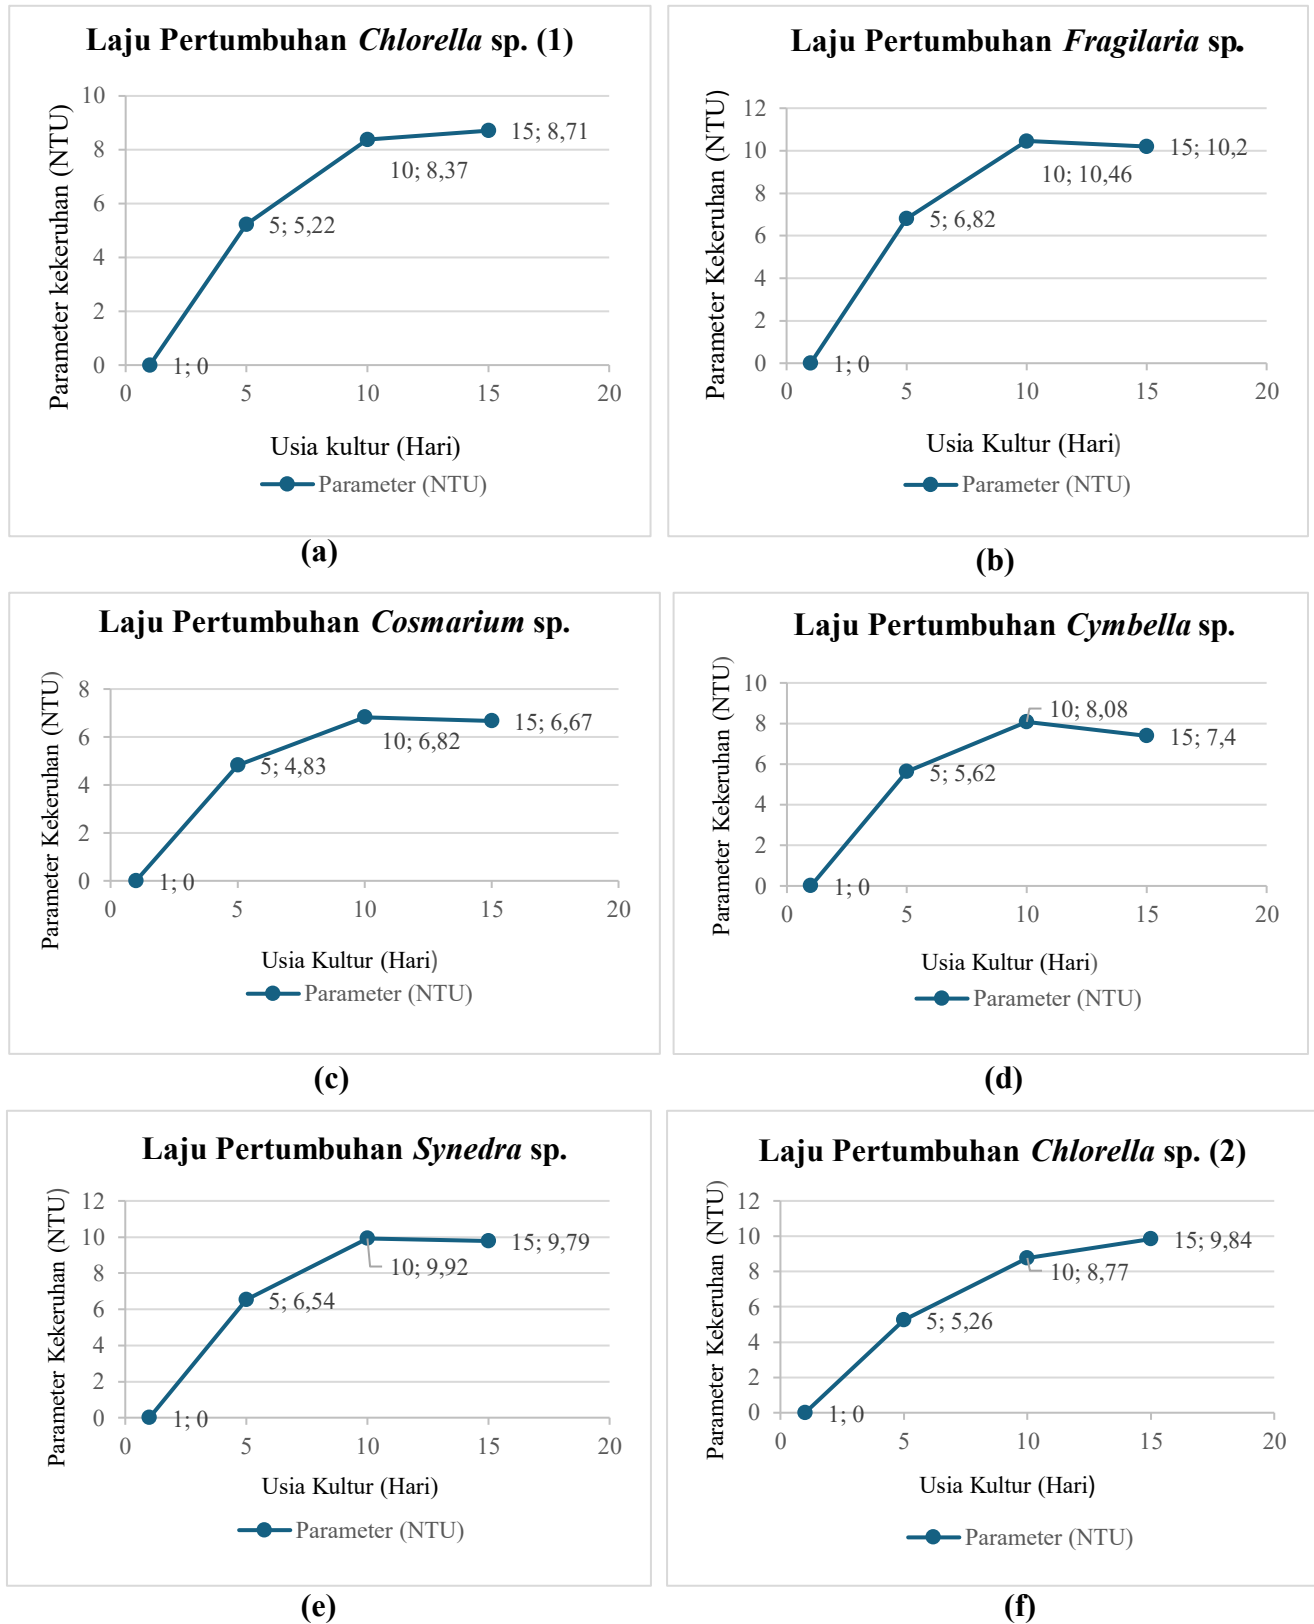 Laju Pertumbuhan Chlorella sp. (1)
Parameter kekeruhan (NTU)
10
8
6
4
2
0
15; 8,71
10; 8,37
5; 5,22
1; 0
0 5 10 15 20
Usia kultur (Hari)
Parameter (NTU)
(a)
Laju Pertumbuhan Fragilaria sp.
Parameter Kekeruhan (NTU)
12
10
8
6
4
2
0
15; 10,2
10; 10,46
5; 6,82
1; 0
0 5 10 15 20
Usia Kultur (Hari)
Parameter (NTU)
(b)
Laju Pertumbuhan Cosmarium sp.
Parameter Kekeruhan (NTU)
8
6
4
2
0
15; 6,67
10; 6,82
5; 4,83
1; 0
0 5 10 15 20
Usia Kultur (Hari)
Parameter (NTU)
(c)
Laju Pertumbuhan Cymbella sp.
Parameter Kekeruhan (NTU)
10
8
6
4
2
0
10; 8,08
15; 7,4
5; 5,62
1; 0
0 5 10 15 20
Usia Kultur (Hari)
Parameter (NTU)
(d)
Laju Pertumbuhan Synedra sp.
Parameter Kekeruhan (NTU)
12
10
8
6
4
2
0
15; 9,79
10; 9,92
5; 6,54
1; 0
0 5 10 15 20
Usia Kultur (Hari)
Parameter (NTU)
(e)
Laju Pertumbuhan Chlorella sp. (2)
Parameter Kekeruhan (NTU)
12
10
8
6
4
2
0
15; 9,84
10; 8,77
5; 5,26
1; 0
0 5 10 15 20
Usia Kultur (Hari)
Parameter (NTU)
(f)